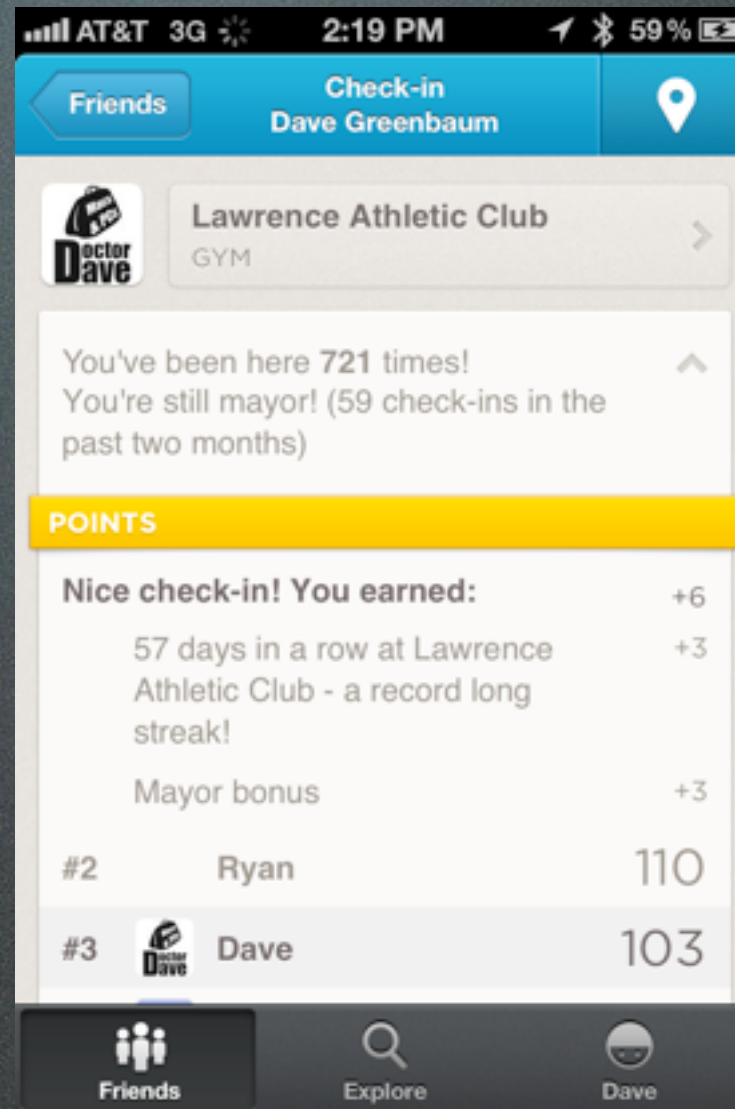 AT&T 3G 2:19 PM 59%
Friends
Check-in
Dave Greenbaum
Doctor
Dave
Lawrence Athletic Club
GYM
You've been here 721 times!
You're still mayor! (59 check-ins in the
past two months)
POINTS
Nice check-in! You earned: +6
57 days in a row at Lawrence +3
Athletic Club - a record long
streak!
Mayor bonus +3
#2 Ryan 110
#3 Doctor Dave Dave 103
Friends Explore Dave